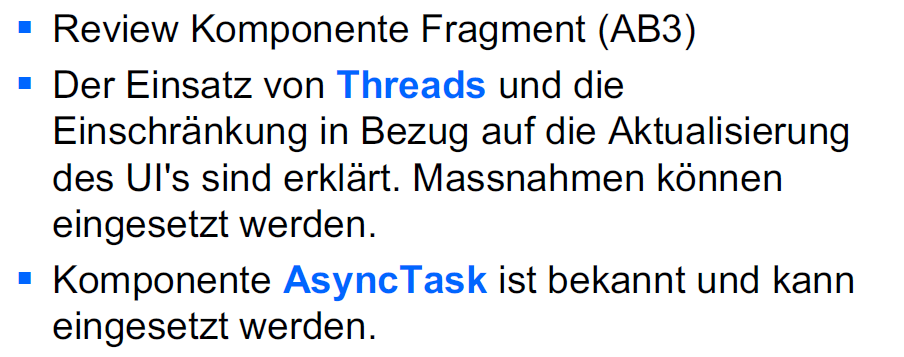 ▪ Review Komponente Fragment (AB3)
▪ Der Einsatz von Threads und die
Einschränkung in Bezug auf die Aktualisierung
des UI's sind erklärt. Massnahmen können
eingesetzt werden.
▪ Komponente AsyncTask ist bekannt und kann
eingesetzt werden.